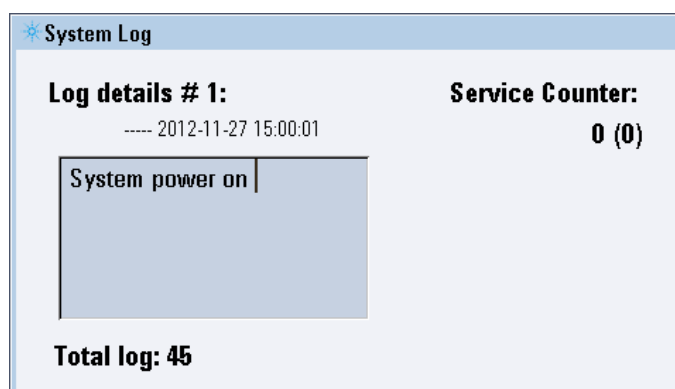 System Log
Log details # 1:
Service Counter:
----- 2012-11-27 15:00:01
0 (0)
System power on
Total log: 45